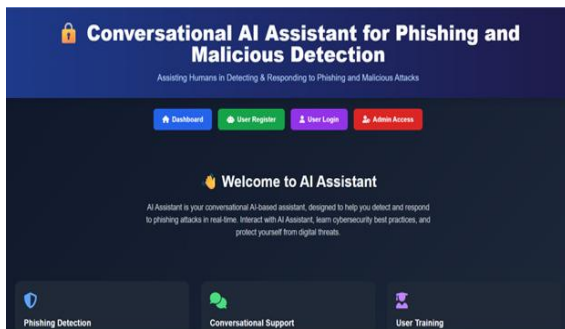 Conversational AI Assistant for Phishing and
Malicious Detection
Assisting Humans in Detecting & Responding to Phishing and Malicious Attacks
Dashboard
User Register
User Login
Admin Access
Welcome to AI Assistant
AI Assistant is your conversational AI-based assistant, designed to help you detect and respond
to phishing attacks in real-time. Interact with AI Assistant, learn cybersecurity best practices, and
protect yourself from digital threats.
Phishing Detection
Conversational Support
User Training